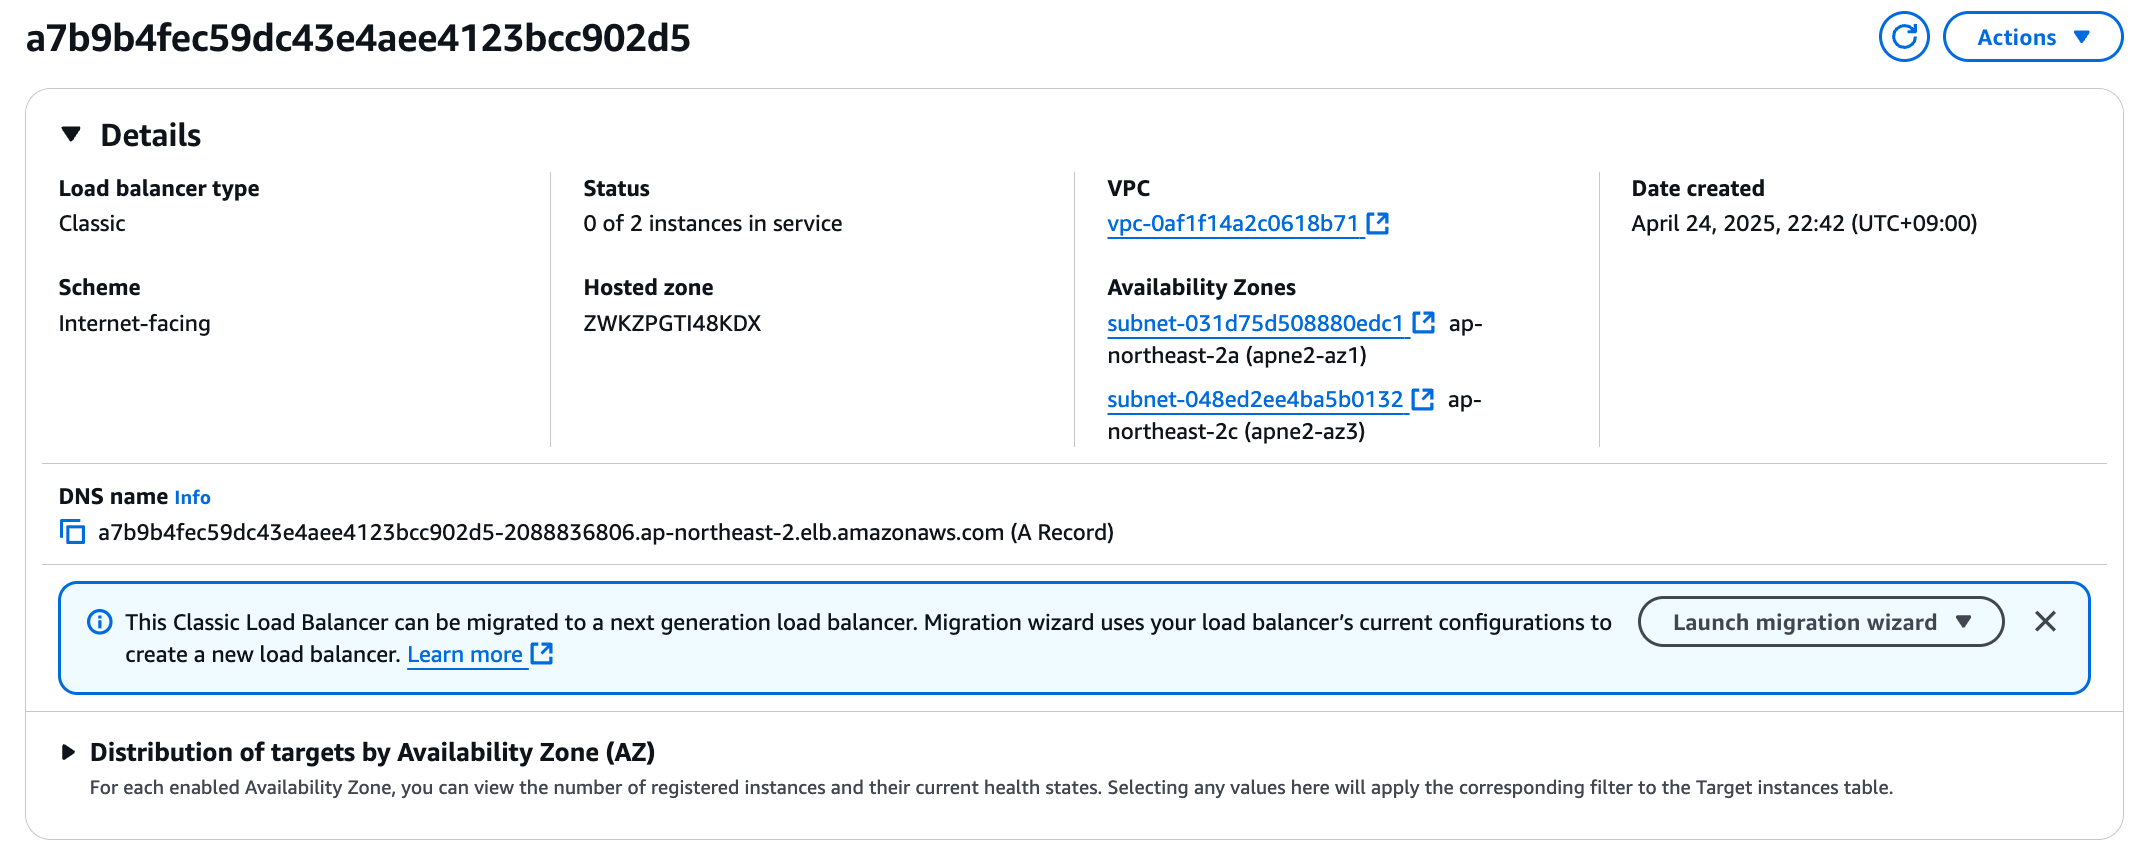 a7b9b4fec59dc43e4aee4123bcc902d5
Actions
Details
Load balancer type
Classic
Status
0 of 2 instances in service
VPC
vpc-0af1f14a2c0618b71
Date created
April 24, 2025, 22:42 (UTC+09:00)
Scheme
Internet-facing
Hosted zone
ZWKZPGTI48KDX
Availability Zones
subnet-031d75d508880edc1 ap-
northeast-2a (apne2-az1)
subnet-048ed2ee4ba5b0132 ap-
northeast-2c (apne2-az3)
DNS name Info
a7b9b4fec59dc43e4aee4123bcc902d5-2088836806.ap-northeast-2.elb.amazonaws.com (A Record)
This Classic Load Balancer can be migrated to a next generation load balancer. Migration wizard uses your load balancer’s current configurations to
create a new load balancer. Learn more
Launch migration wizard
Distribution of targets by Availability Zone (AZ)
For each enabled Availability Zone, you can view the number of registered instances and their current health states. Selecting any values here will apply the corresponding filter to the Target instances table.